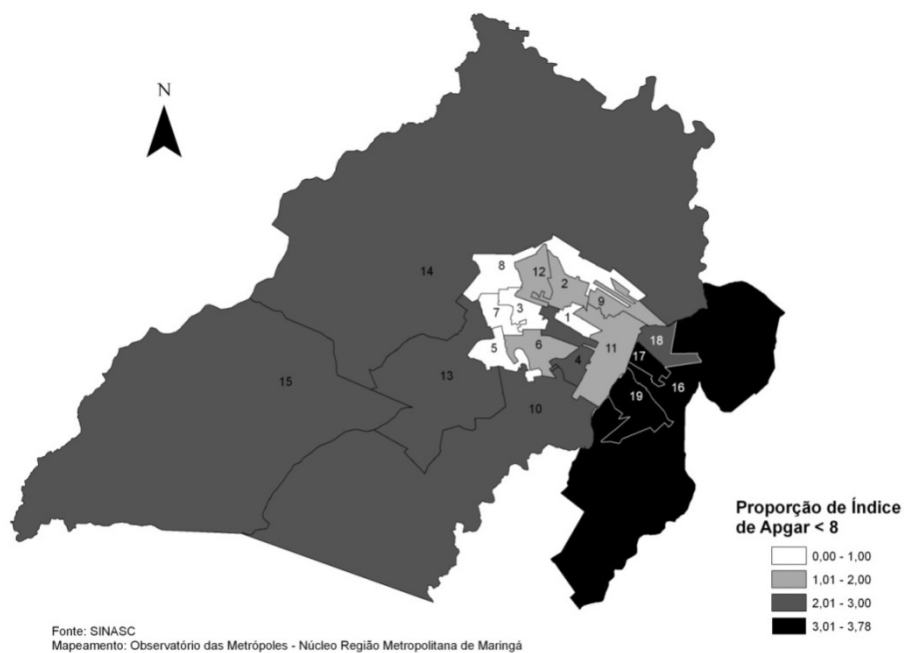 N
8
12
2
14
9
7
3
1
18
5
6
11
17
4
13
15
16
19
10
Proporção de Índice
de Apgar < 8
0,00 - 1,00
1,01 - 2,00
2,01 - 3,00
3,01 - 3,78
Fonte: SINASC
Mapeamento: Observatório das Metrópoles - Núcleo Região Metropolitana de Maringá